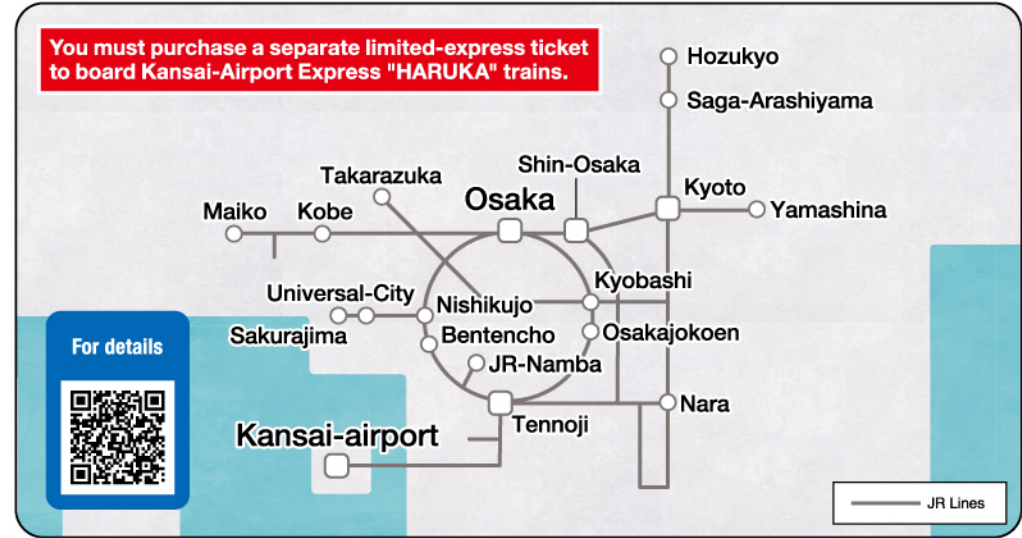 You must purchase a separate limited-express ticket
to board Kansai-Airport Express "HARUKA" trains.
Hozukyo
Saga-Arashiyama
Shin-Osaka
Takarazuka
Osaka
Kyoto
Maiko
Kobe
Yamashina
Kyobashi
Universal-City
Nishikujo
Sakurajima
Bentencho
Osakajokoen
For details
JR-Namba
Nara
Tennoji
Kansai-airport
JR Lines